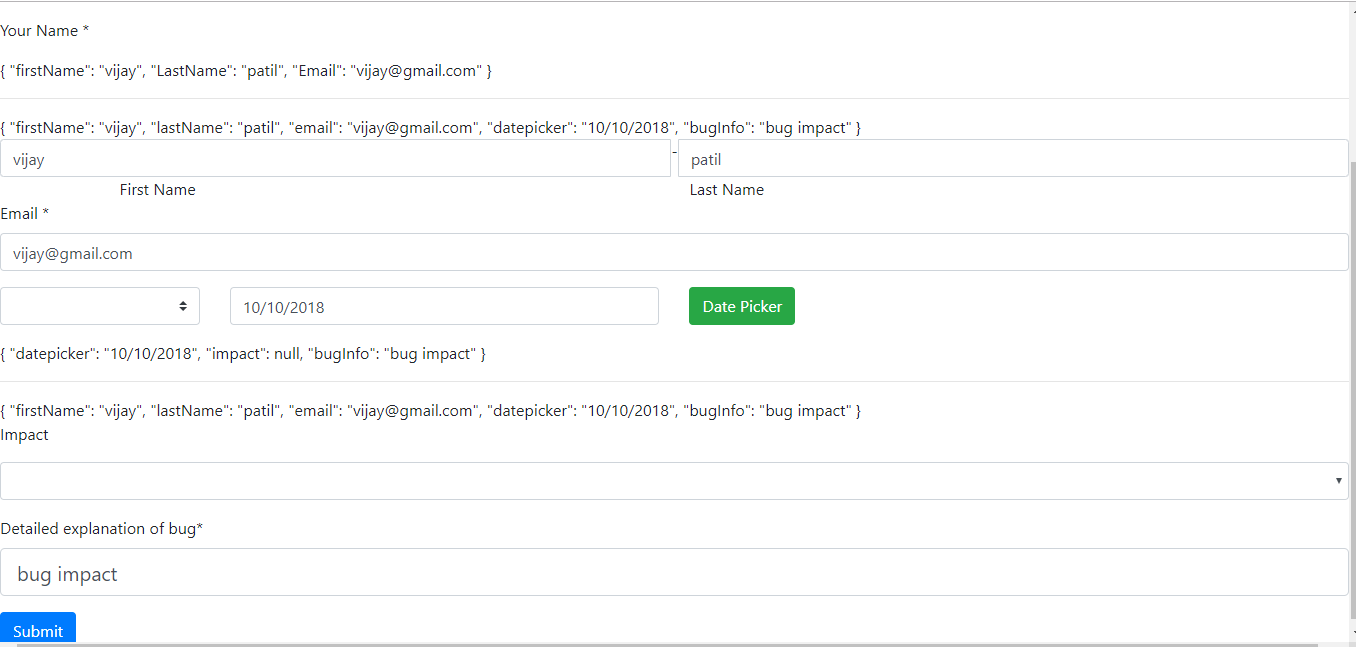 Your Name *
{ "firstName": "vijay", "LastName": "patil", "Email": "vijay@gmail.com" }
{ "firstName": "vijay", "lastName": "patil", "email": "vijay@gmail.com", "datepicker": "10/10/2018", "bugInfo": "bug impact" }
vijay - patil
First Name Last Name
Email *
vijay@gmail.com
10/10/2018 Date Picker
{ "datepicker": "10/10/2018", "impact": null, "bugInfo": "bug impact" }
{ "firstName": "vijay", "lastName": "patil", "email": "vijay@gmail.com", "datepicker": "10/10/2018", "bugInfo": "bug impact" }
Impact
Detailed explanation of bug*
bug impact
Submit